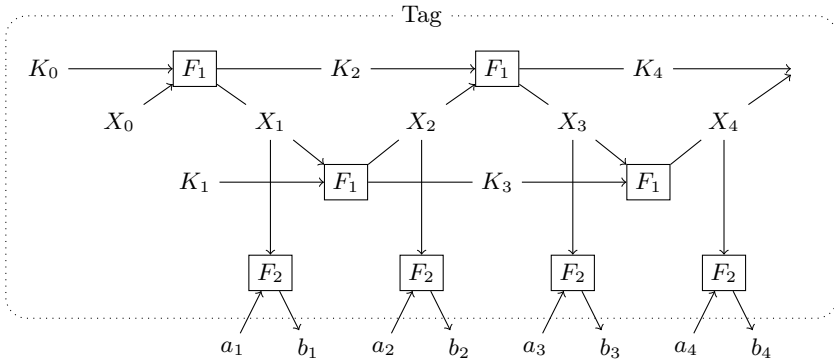 Tag
K₀ F₁ K₂ F₁ K₄
X₀ X₁ X₂ X₃ X₄
K₁ F₁ K₃ F₁
F₂ F₂ F₂ F₂
a₁ b₁ a₂ b₂ a₃ b₃ a₄ b₄